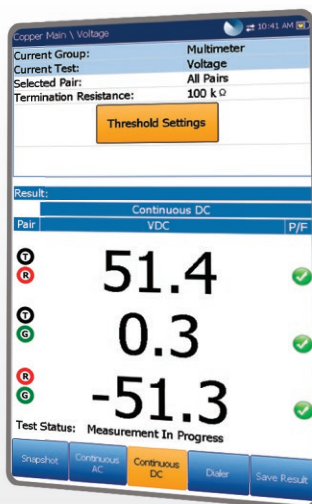 Copper Main \ Voltage 10:41 AM
Current Group: Multimeter
Current Test: Voltage
Selected Pair: All Pairs
Termination Resistance: 100 k Ω
Threshold Settings
Result:
Continuous DC
Pair VDC P/F
T
R
51.4
T
G
0.3
R
G
-51.3
Test Status: Measurement In Progress
Snapshot Continuous AC Continuous DC Dialer Save Result